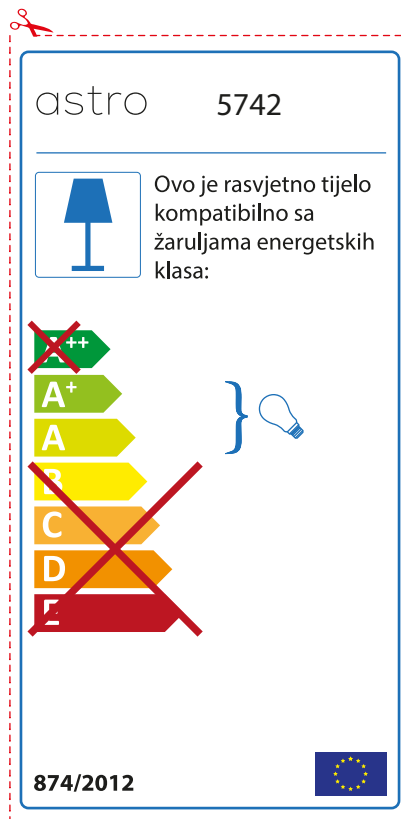 astro 5742
Ovo je rasvjetno tijelo
kompatibilno sa
žaruljama energetskih
klasa:
A++
A+
A
B
C
D
E
874/2012